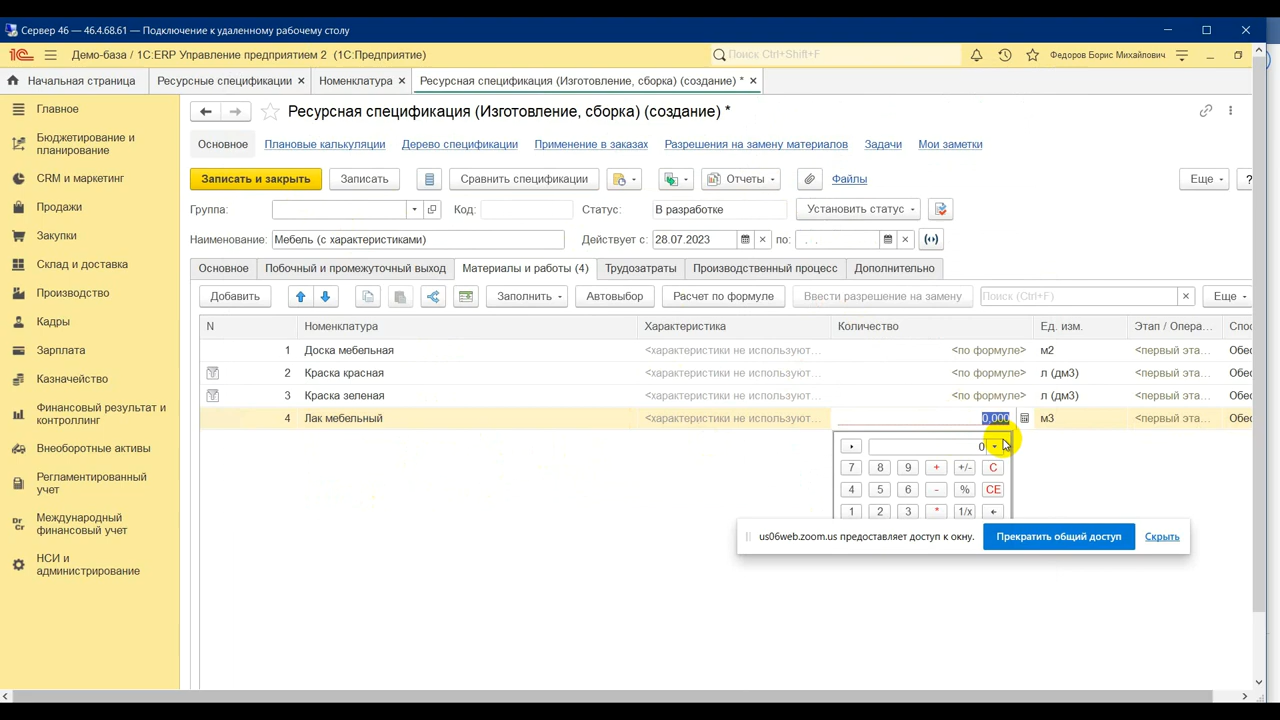 Сервер 46 — 46.4.68.61 — Подключение к удаленному рабочему столу
Демо-база / 1С:ERP Управление предприятием 2 (1С:Предприятие)
Поиск Ctrl+Shift+F
Федоров Борис Михайлович
Начальная страница
Ресурсные спецификации ×
Номенклатура ×
Ресурсная спецификация (Изготовление, сборка) (создание) * ×
Главное
Бюджетирование и
планирование
CRM и маркетинг
Продажи
Закупки
Склад и доставка
Производство
Кадры
Зарплата
Казначейство
Финансовый результат и
контроллинг
Внеоборотные активы
Регламентированный
учет
Международный
финансовый учет
НСИ и
администрирование
Ресурсная спецификация (Изготовление, сборка) (создание) *
Основное Плановые калькуляции Дерево спецификации Применение в заказах Разрешения на замену материалов Задачи Мои заметки
Записать и закрыть Записать Сравнить спецификации Отчеты Файлы Еще ?
Группа: Код: Статус: В разработке Установить статус
Наименование: Мебель (с характеристиками) Действует с: 28.07.2023 по: . .
Основное Побочный и промежуточный выход Материалы и работы (4) Трудозатраты Производственный процесс Дополнительно
Добавить Заполнить Автовыбор Расчет по формуле Ввести разрешение на замену Поиск (Ctrl+F) × Еще
N Номенклатура Характеристика Количество Ед. изм. Этап / Опера... Спос
1 Доска мебельная <характеристики не используют... <по формуле> м2 <первый эта... Обес
2 Краска красная <характеристики не используют... <по формуле> л (дм3) <первый эта... Обес
3 Краска зеленая <характеристики не используют... <по формуле> л (дм3) <первый эта... Обес
4 Лак мебельный <характеристики не используют... 0,000 м3 <первый эта... Обес
0
7 8 9 + +/- C
4 5 6 - % CE
1 2 3 * 1/x
us06web.zoom.us предоставляет доступ к окну. Прекратить общий доступ Скрыть